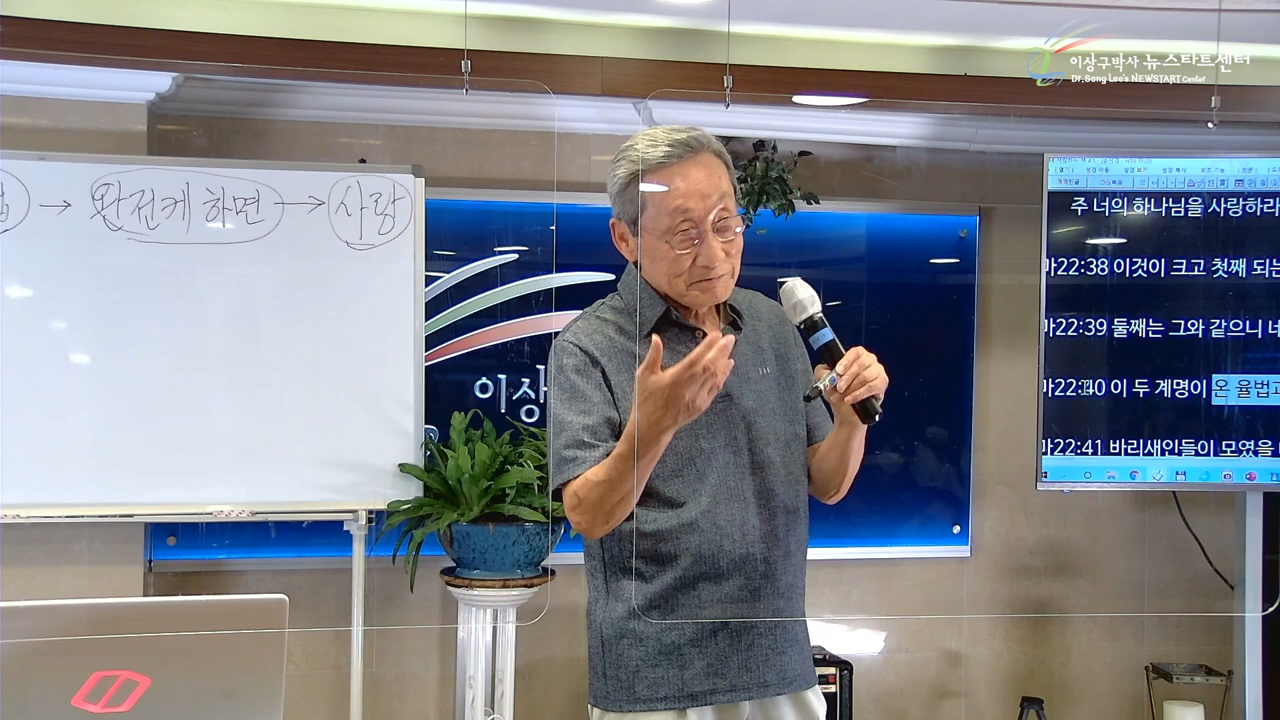 이상구박사 뉴스타트센터
Dr. Sang Lee's NEWSTART Center
→ 완전케 하면 → 사랑
이상
주 너의 하나님을 사랑하라
마22:38 이것이 크고 첫째 되는
마22:39 둘째는 그와 같으니 네
마22:40 이 두 계명이 온 율법과
마22:41 바리새인들이 모였을